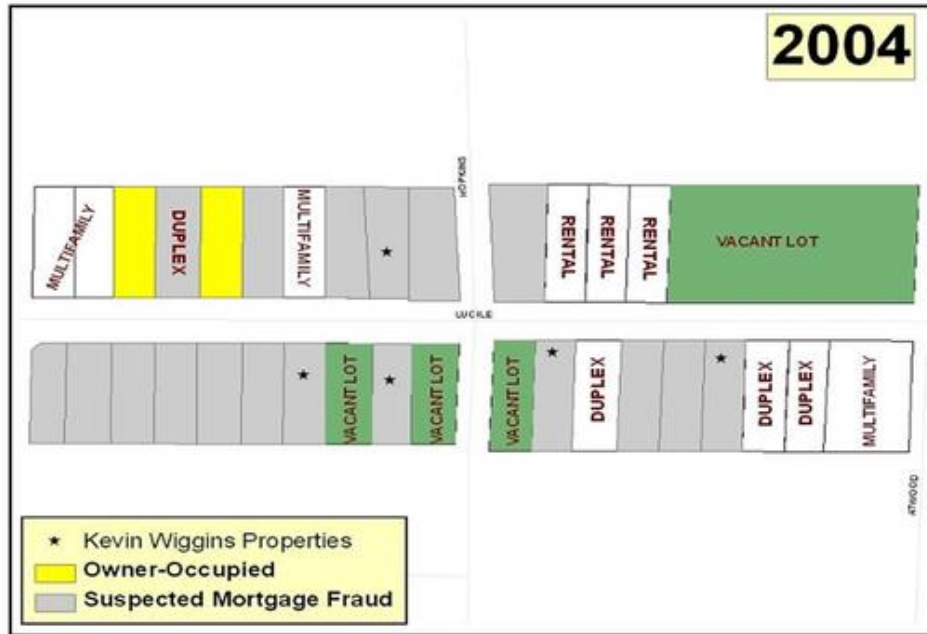 2004
HOPKINS
MULTIFAMILY
DUPLEX
MULTIFAMILY
RENTAL
RENTAL
RENTAL
VACANT LOT
LUCILE
VACANT LOT
VACANT LOT
VACANT LOT
DUPLEX
DUPLEX
DUPLEX
MULTIFAMILY
ATWOOD
Kevin Wiggins Properties
Owner-Occupied
Suspected Mortgage Fraud